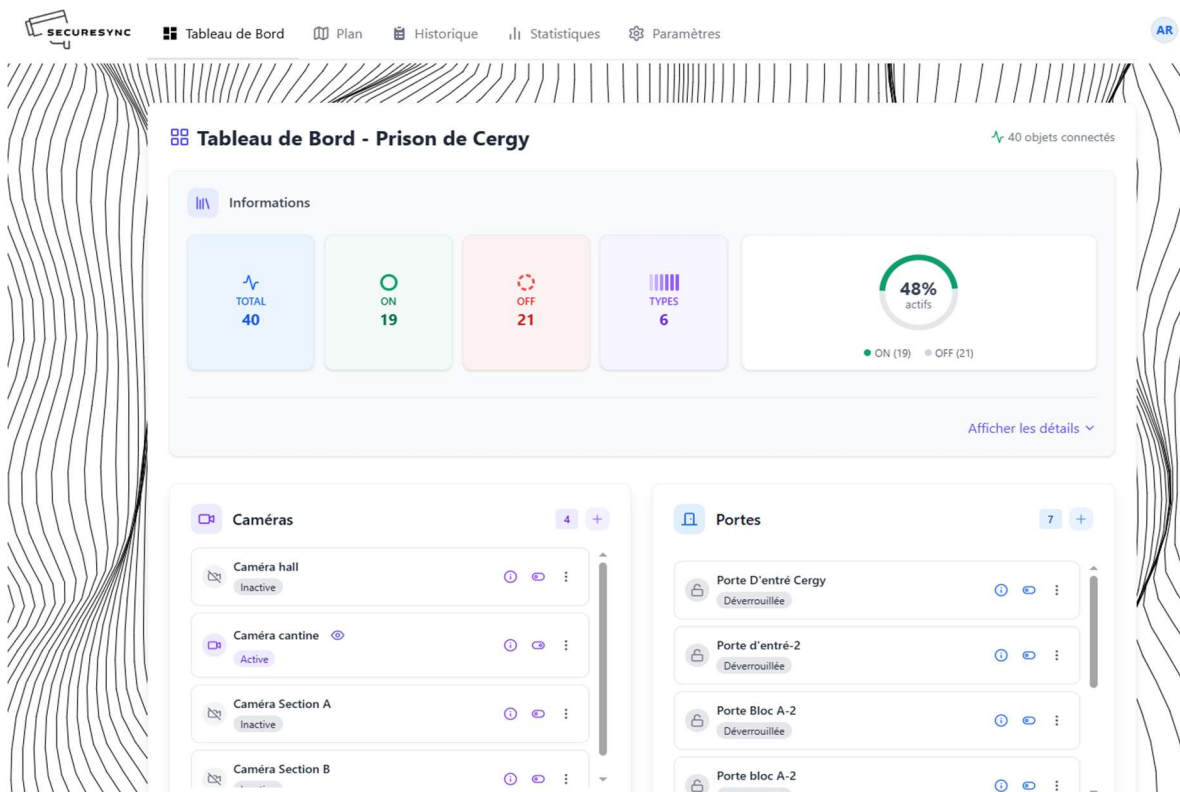 SECURESYNC
Tableau de Bord
Plan
Historique
Statistiques
Paramètres
AR
Tableau de Bord - Prison de Cergy
40 objets connectés
Informations
TOTAL
40
ON
19
OFF
21
TYPES
6
48%
actifs
ON (19)
OFF (21)
Afficher les détails
Caméras
4
Caméra hall
Inactive
Caméra cantine
Active
Caméra Section A
Inactive
Caméra Section B
Portes
7
Porte D'entré Cergy
Déverrouillée
Porte d'entré-2
Déverrouillée
Porte Bloc A-2
Déverrouillée
Porte bloc A-2